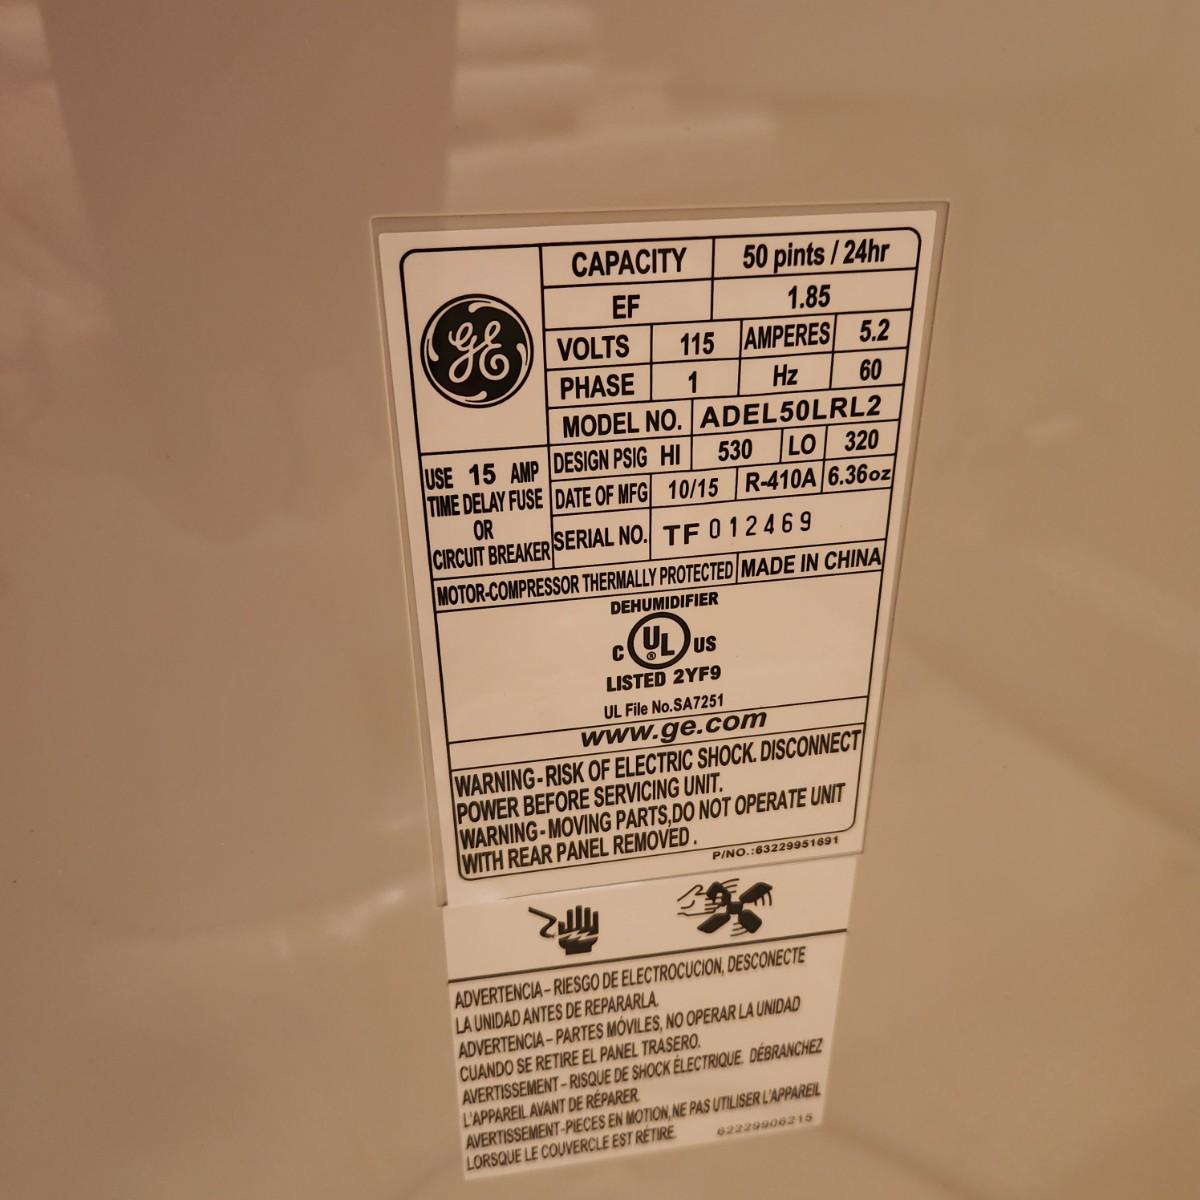 GE
CAPACITY 50 pints / 24hr
EF 1.85
VOLTS 115 AMPERES 5.2
PHASE 1 Hz 60
MODEL NO. ADEL50LRL2
DESIGN PSIG HI 530 LO 320
DATE OF MFG 10/15 R-410A 6.36oz
SERIAL NO. TF 012469
USE 15 AMP
TIME DELAY FUSE
OR
CIRCUIT BREAKER
MOTOR-COMPRESSOR THERMALLY PROTECTED MADE IN CHINA
DEHUMIDIFIER
C UL ® US
LISTED 2YF9
UL File No.SA7251
www.ge.com
WARNING-RISK OF ELECTRIC SHOCK. DISCONNECT
POWER BEFORE SERVICING UNIT.
WARNING-MOVING PARTS,DO NOT OPERATE UNIT
WITH REAR PANEL REMOVED.
P/NO.:63229951691
ADVERTENCIA-RIESGO DE ELECTROCUCION, DESCONECTE
LA UNIDAD ANTES DE REPARARLA.
ADVERTENCIA-PARTES MÓVILES, NO OPERAR LA UNIDAD
CUANDO SE RETIRE EL PANEL TRASERO.
AVERTISSEMENT-RISQUE DE SHOCK ÉLECTRIQUE. DÉBRANCHEZ
L'APPAREIL AVANT DE RÉPARER.
AVERTISSEMENT-PIECES EN MOTION,NE PAS UTILISER L'APPAREIL
LORSQUE LE COUVERCLE EST RÉTIRE.
62229906215